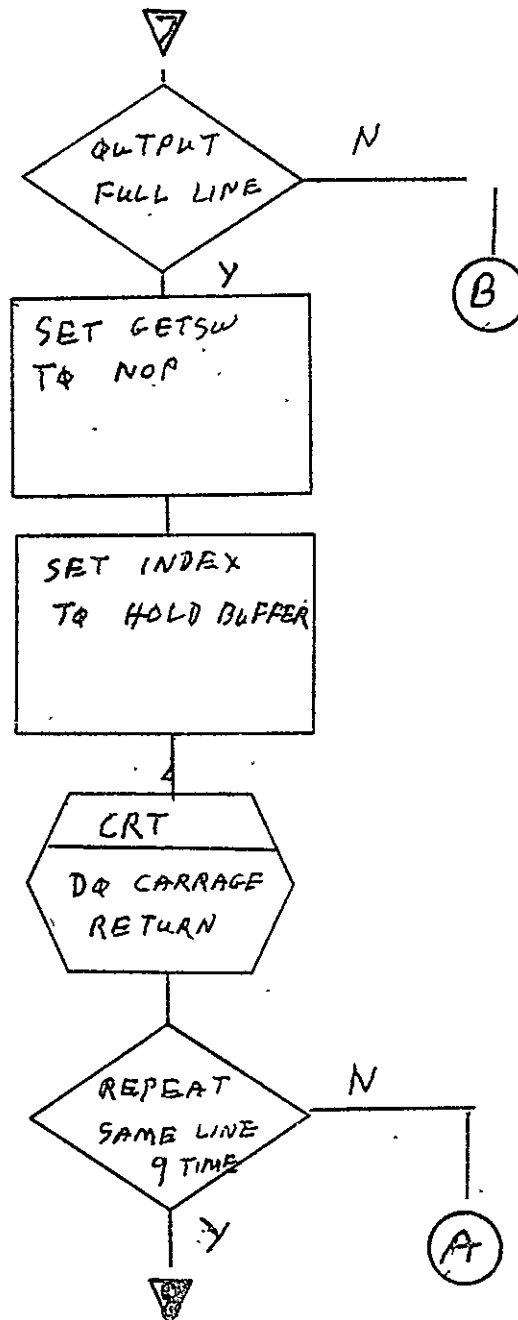 7
OUTPUT
FULL LINE
N
B
Y
SET GETSW
TO NOP
SET INDEX
TO HOLD BUFFER
CRT
DO CARRAGE
RETURN
REPEAT
SAME LINE
9 TIME
N
A
Y